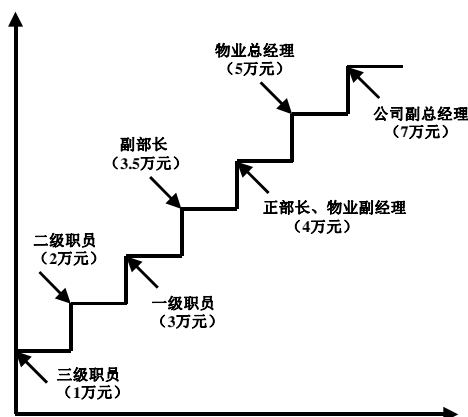 物业总经理
（5万元）
公司副总经理
（7万元）
副部长
（3.5万元）
正部长、物业副经理
（4万元）
二级职员
（2万元）
一级职员
（3万元）
三级职员
（1万元）